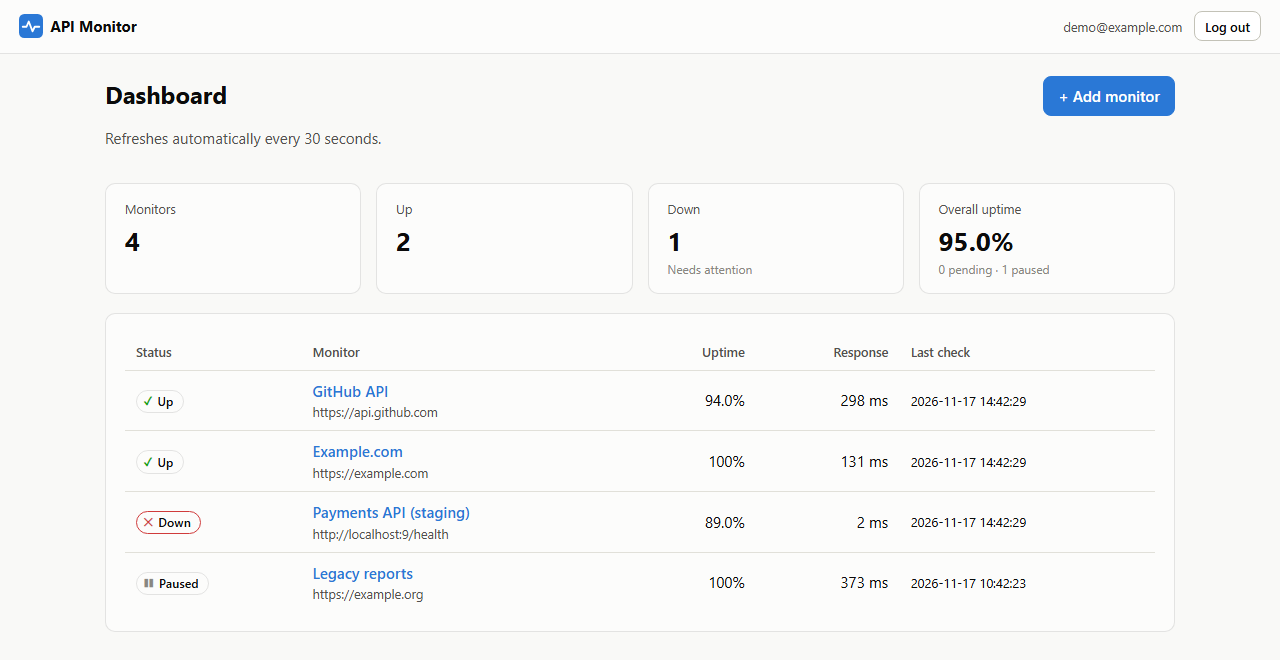 API Monitor
demo@example.com
Log out
Dashboard
+ Add monitor
Refreshes automatically every 30 seconds.
Monitors
4
Up
2
Down
1
Needs attention
Overall uptime
95.0%
0 pending · 1 paused
Status Monitor Uptime Response Last check
Up GitHub API 94.0% 298 ms 2026-11-17 14:42:29
https://api.github.com
Up Example.com 100% 131 ms 2026-11-17 14:42:29
https://example.com
Down Payments API (staging) 89.0% 2 ms 2026-11-17 14:42:29
http://localhost:9/health
Paused Legacy reports 100% 373 ms 2026-11-17 10:42:23
https://example.org